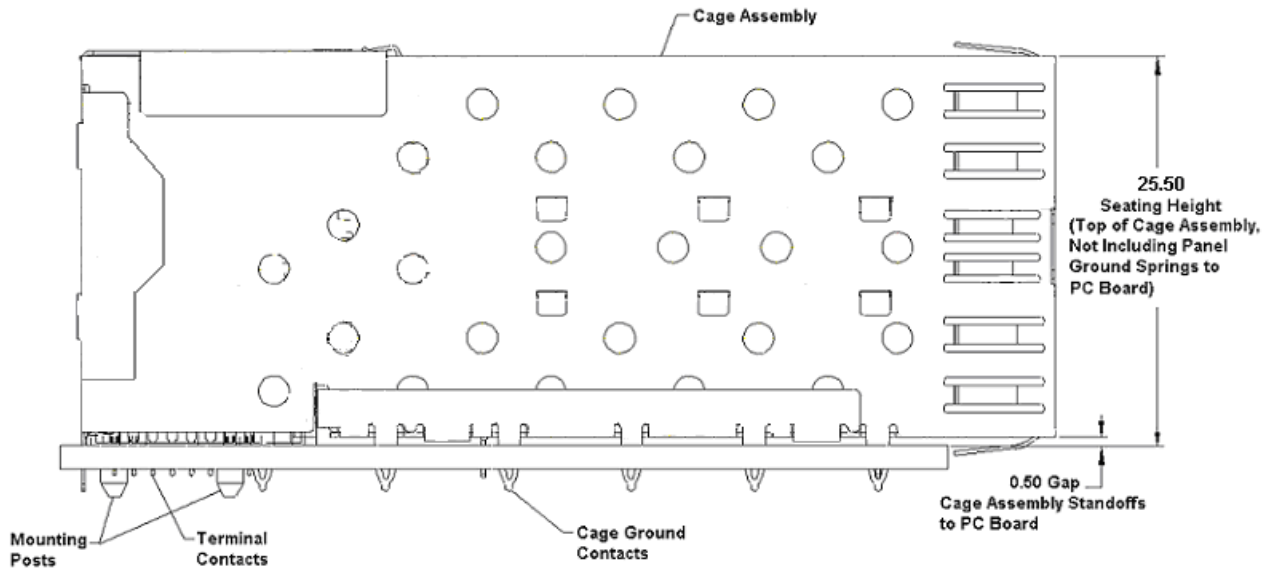 Cage Assembly
25.50
Seating Height
(Top of Cage Assembly,
Not Including Panel
Ground Springs to
PC Board)
0.50 Gap
Cage Assembly Standoffs
to PC Board
Mounting
Posts
Terminal
Contacts
Cage Ground
Contacts